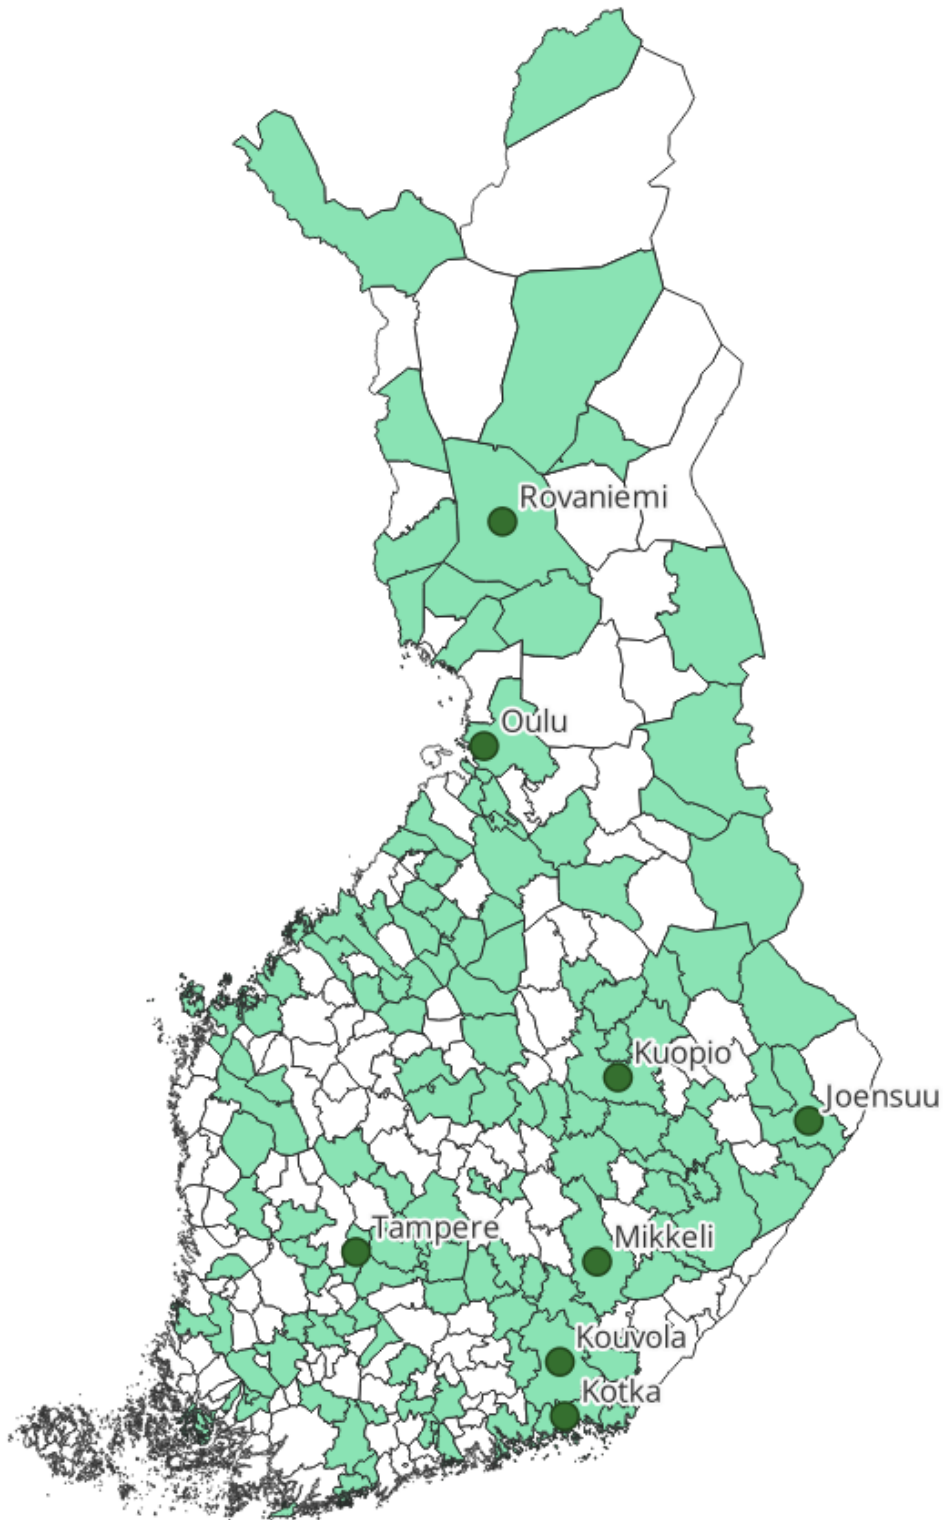 Rovaniemi
Oulu
Kuopio
Joensuu
Tampere
Mikkeli
Kouvola
Kotka